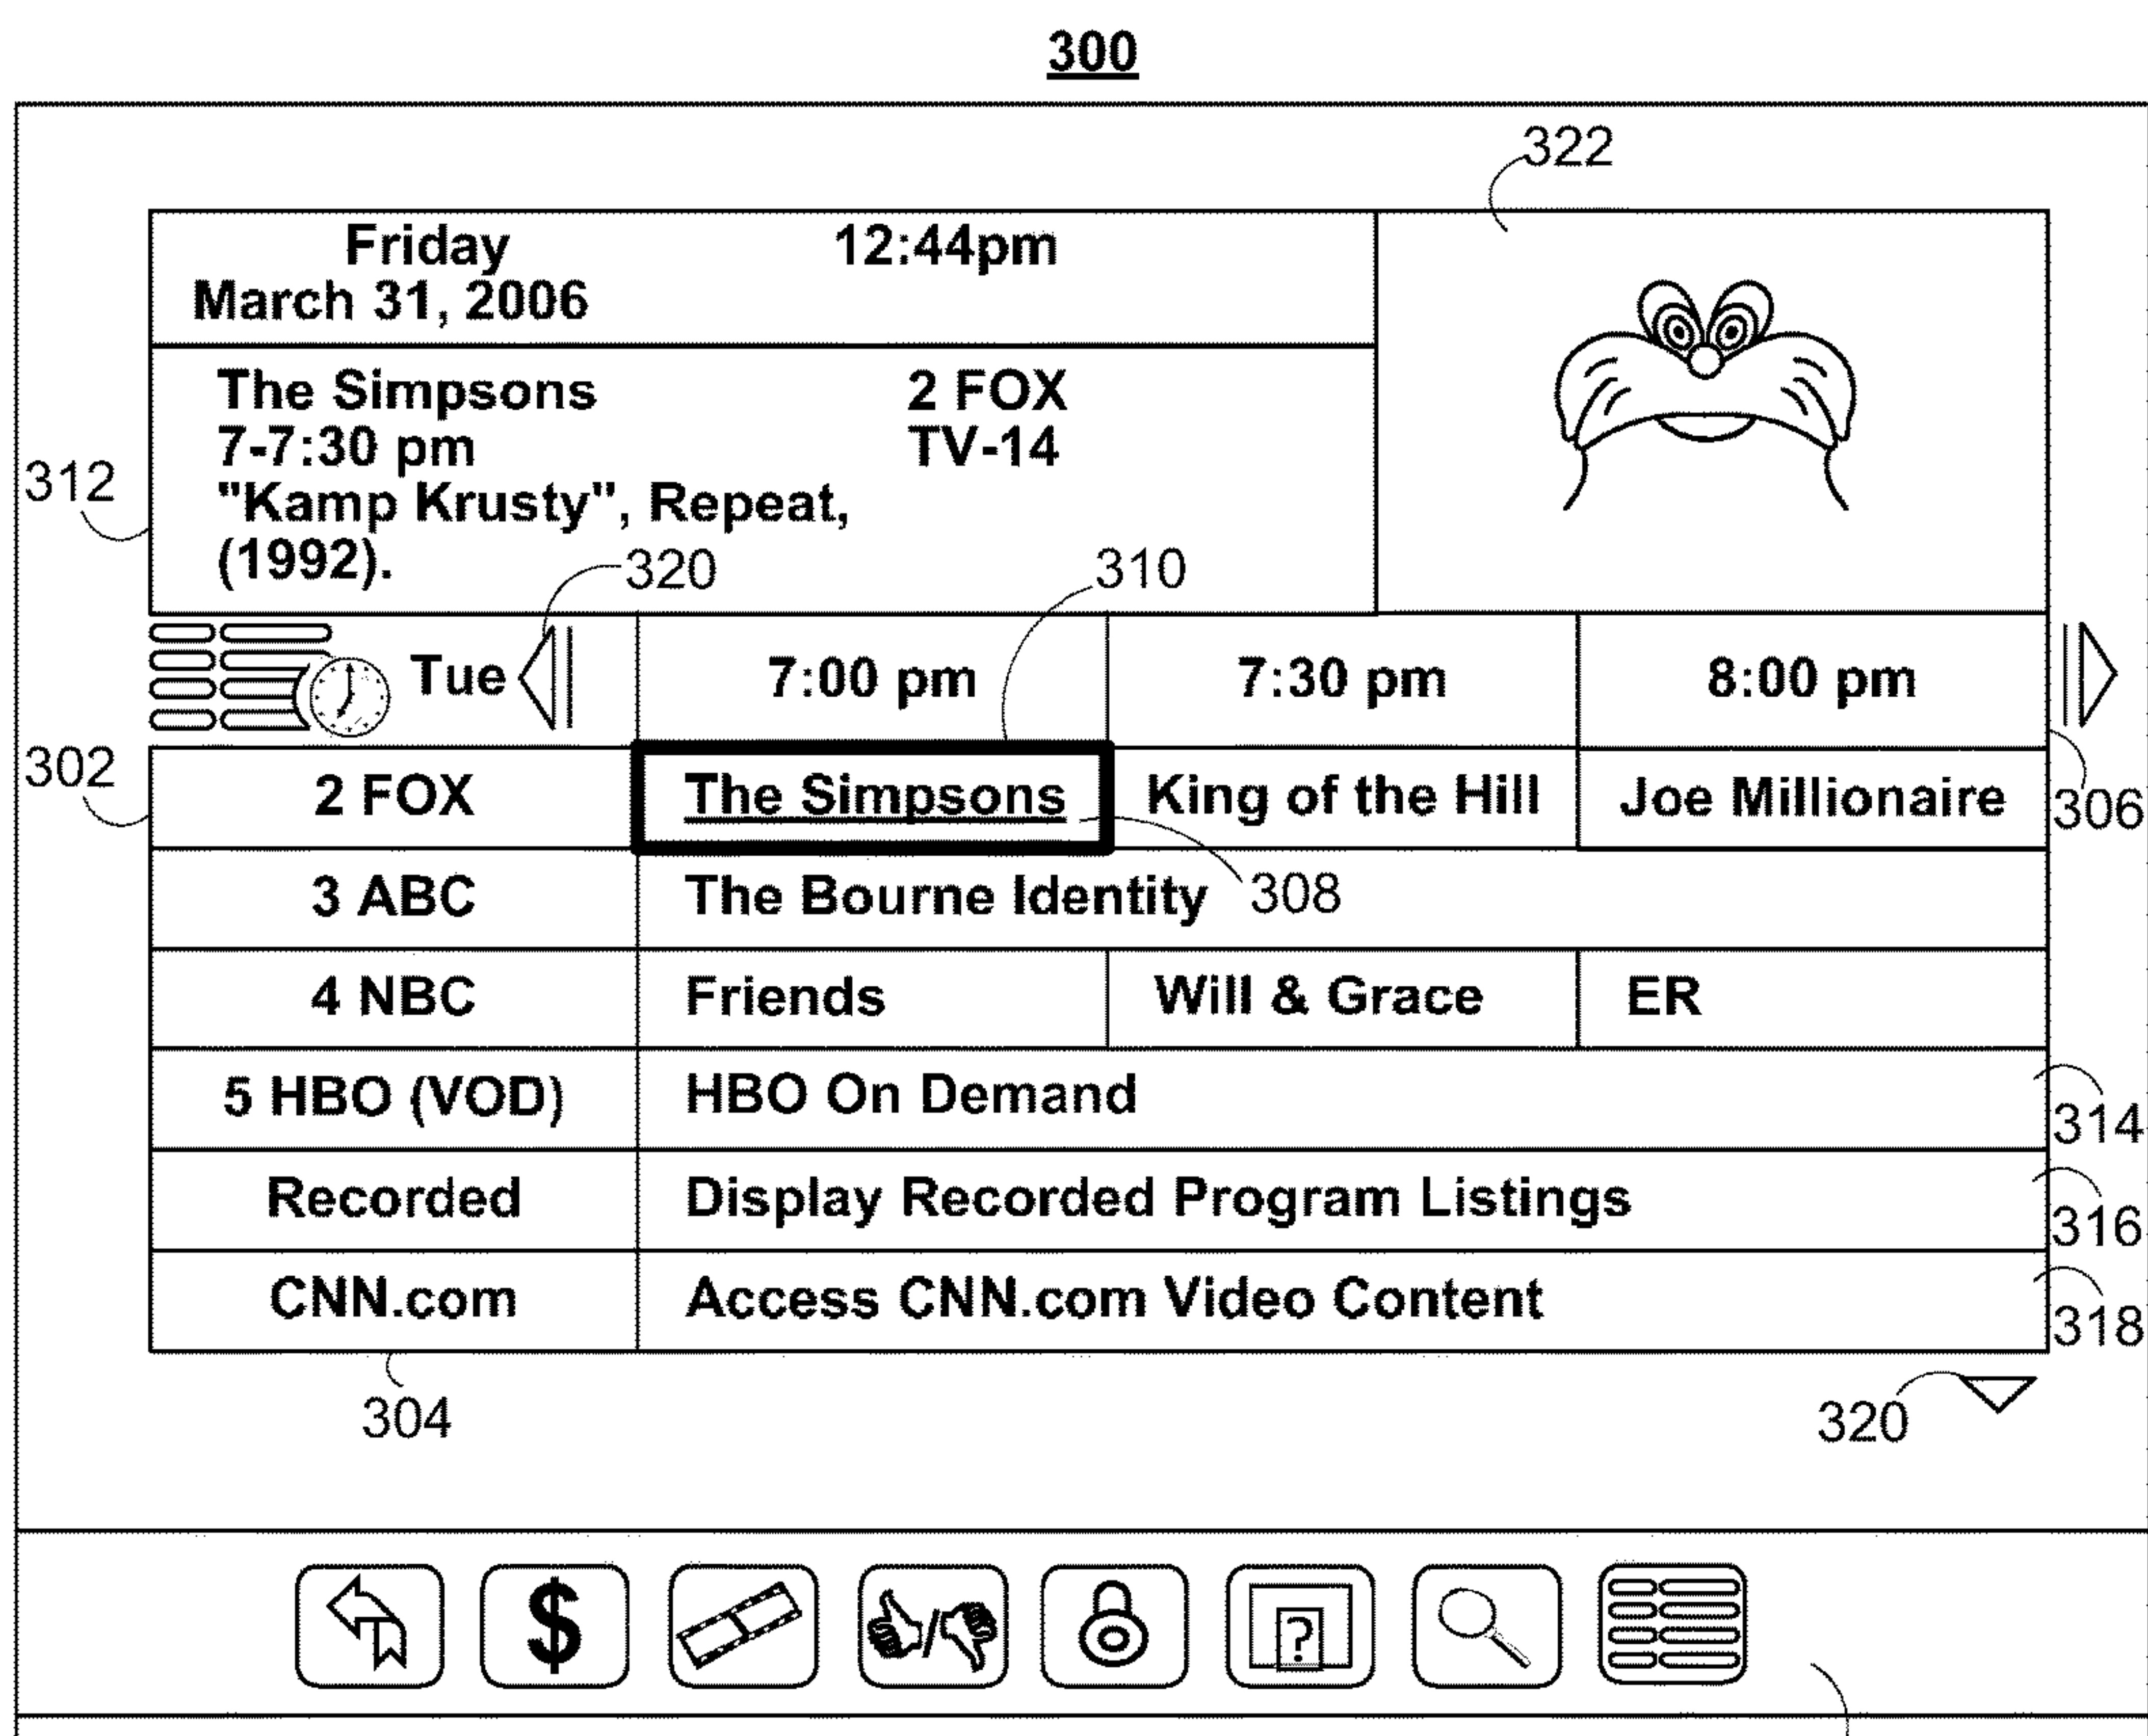 300
322
Friday 12:44pm
March 31, 2006
The Simpsons 2 FOX
7-7:30 pm TV-14
312
"Kamp Krusty", Repeat,
(1992).
320 310
Tue 7:00 pm 7:30 pm 8:00 pm
302
2 FOX The Simpsons King of the Hill Joe Millionaire
306
3 ABC The Bourne Identity 308
4 NBC Friends Will & Grace ER
5 HBO (VOD) HBO On Demand
314
Recorded Display Recorded Program Listings
316
CNN.com Access CNN.com Video Content
318
304 320
$ ?